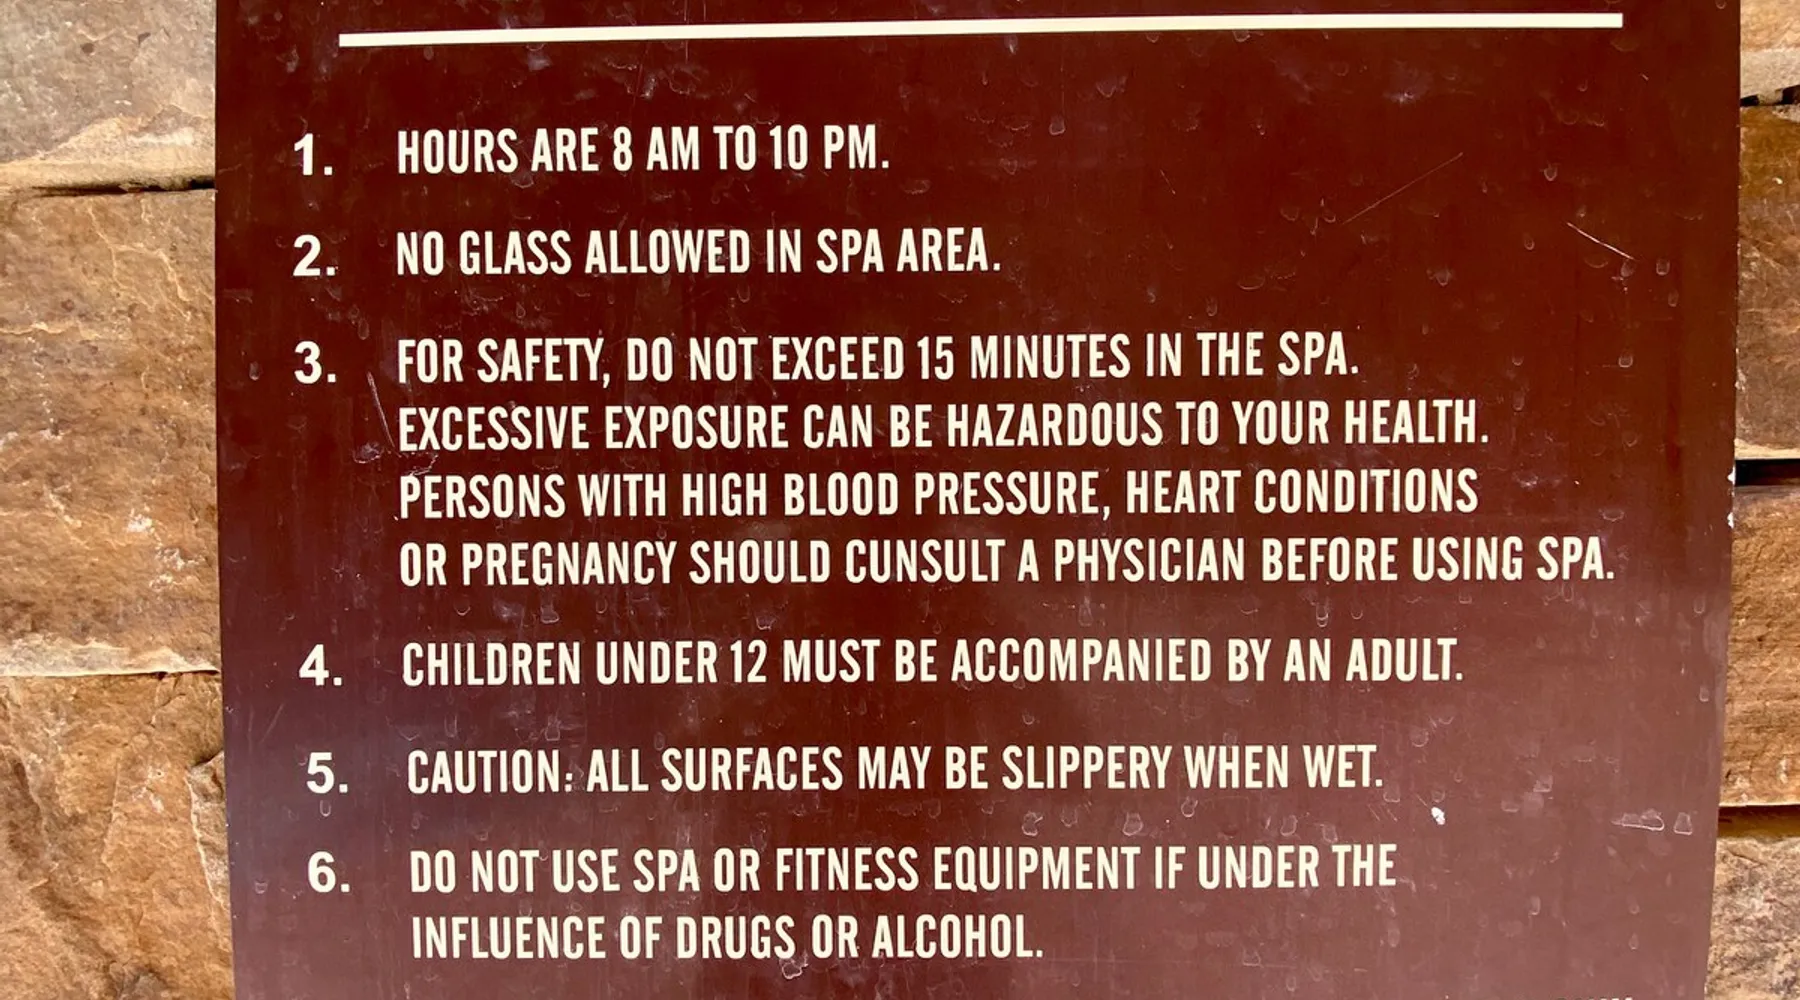 1. HOURS ARE 8 AM TO 10 PM.
2. NO GLASS ALLOWED IN SPA AREA.
3. FOR SAFETY, DO NOT EXCEED 15 MINUTES IN THE SPA.
EXCESSIVE EXPOSURE CAN BE HAZARDOUS TO YOUR HEALTH.
PERSONS WITH HIGH BLOOD PRESSURE, HEART CONDITIONS
OR PREGNANCY SHOULD CUNSULT A PHYSICIAN BEFORE USING SPA.
4. CHILDREN UNDER 12 MUST BE ACCOMPANIED BY AN ADULT.
5. CAUTION: ALL SURFACES MAY BE SLIPPERY WHEN WET.
6. DO NOT USE SPA OR FITNESS EQUIPMENT IF UNDER THE
INFLUENCE OF DRUGS OR ALCOHOL.